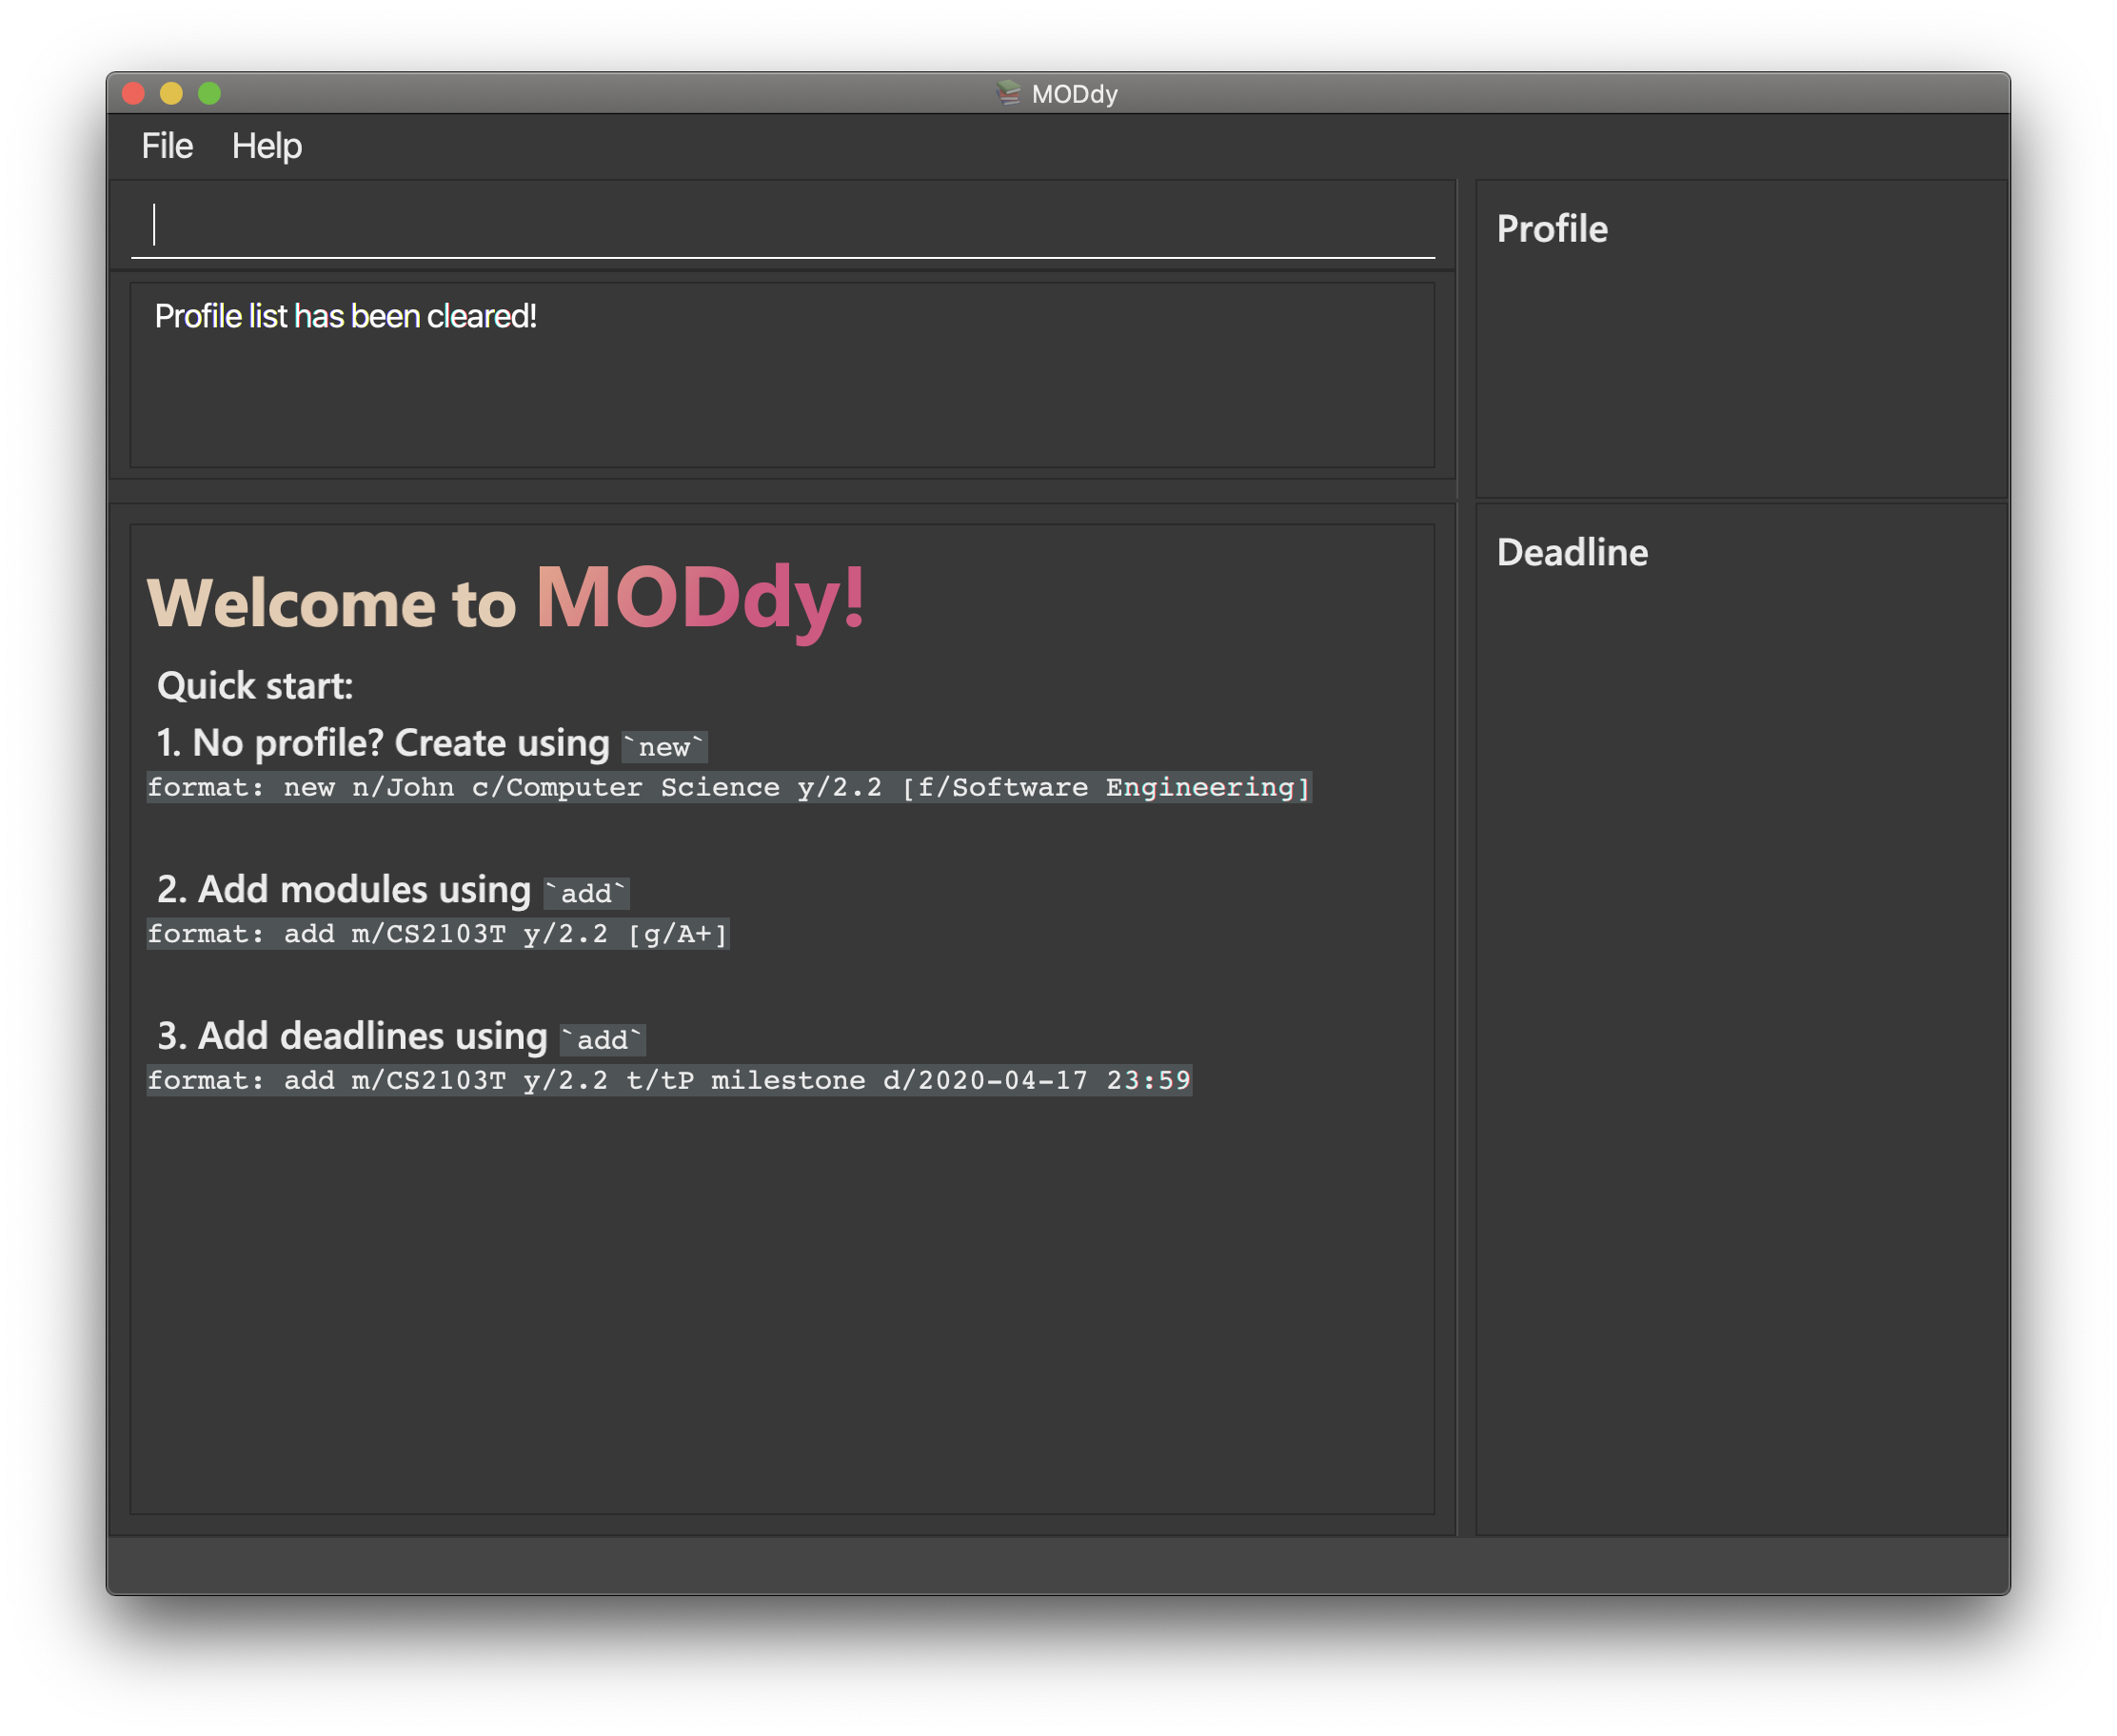 MODdy
File Help
Profile list has been cleared!
Profile
Welcome to MODdy!
Quick start:
1. No profile? Create using `new`
format: new n/John c/Computer Science y/2.2 [f/Software Engineering]
2. Add modules using `add`
format: add m/CS2103T y/2.2 [g/A+]
3. Add deadlines using `add`
format: add m/CS2103T y/2.2 t/tP milestone d/2020-04-17 23:59
Deadline